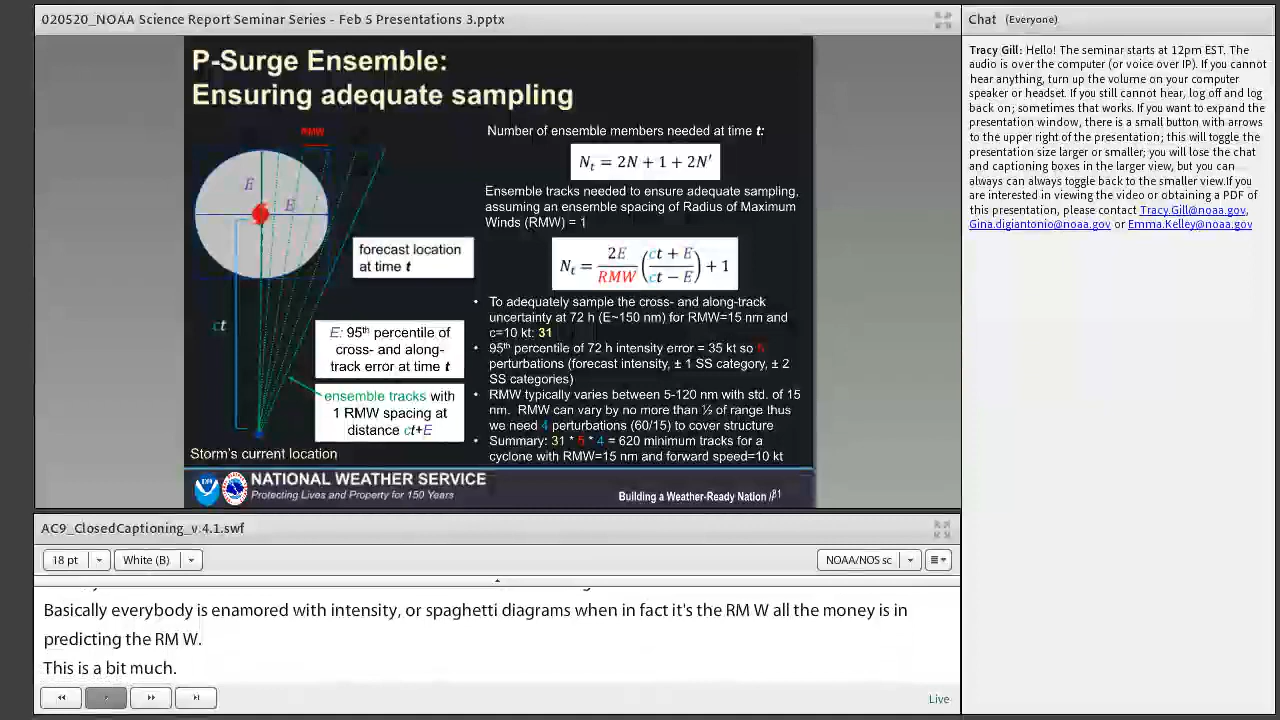 020520_NOAA Science Report Seminar Series - Feb 5 Presentations 3.pptx
P-Surge Ensemble:
Ensuring adequate sampling
RMW
E
E
forecast location
at time t
ct
E: 95th percentile of
cross- and along-
track error at time t
ensemble tracks with
1 RMW spacing at
distance ct+E
Storm's current location
Number of ensemble members needed at time t:
Nt = 2N + 1 + 2N'
Ensemble tracks needed to ensure adequate sampling,
assuming an ensemble spacing of Radius of Maximum
Winds (RMW) = 1
Nt = 2E/RMW (ct + E/ct − E) + 1
• To adequately sample the cross- and along-track
uncertainty at 72 h (E~150 nm) for RMW=15 nm and
c=10 kt: 31
• 95th percentile of 72 h intensity error = 35 kt so 5
perturbations (forecast intensity, ± 1 SS category, ± 2
SS categories)
• RMW typically varies between 5-120 nm with std. of 15
nm. RMW can vary by no more than ½ of range thus
we need 4 perturbations (60/15) to cover structure
• Summary: 31 * 5 * 4 = 620 minimum tracks for a
cyclone with RMW=15 nm and forward speed=10 kt
NATIONAL WEATHER SERVICE
Protecting Lives and Property for 150 Years
Building a Weather-Ready Nation //
AC9_ClosedCaptioning_v.4.1.swf
18 pt
White (B)
NOAA/NOS sc
Basically everybody is enamored with intensity, or spaghetti diagrams when in fact it's the RM W all the money is in
predicting the RM W.
This is a bit much.
Live
Chat (Everyone)
Tracy Gill: Hello! The seminar starts at 12pm EST. The
audio is over the computer (or voice over IP). If you cannot
hear anything, turn up the volume on your computer
speaker or headset. If you still cannot hear, log off and log
back on; sometimes that works. If you want to expand the
presentation window, there is a small button with arrows
to the upper right of the presentation; this will toggle the
presentation size larger or smaller; you will lose the chat
and captioning boxes in the larger view, but you can
always can always toggle back to the smaller view.If you
are interested in viewing the video or obtaining a PDF of
this presentation, please contact Tracy.Gill@noaa.gov,
Gina.digiantonio@noaa.gov or Emma.Kelley@noaa.gov